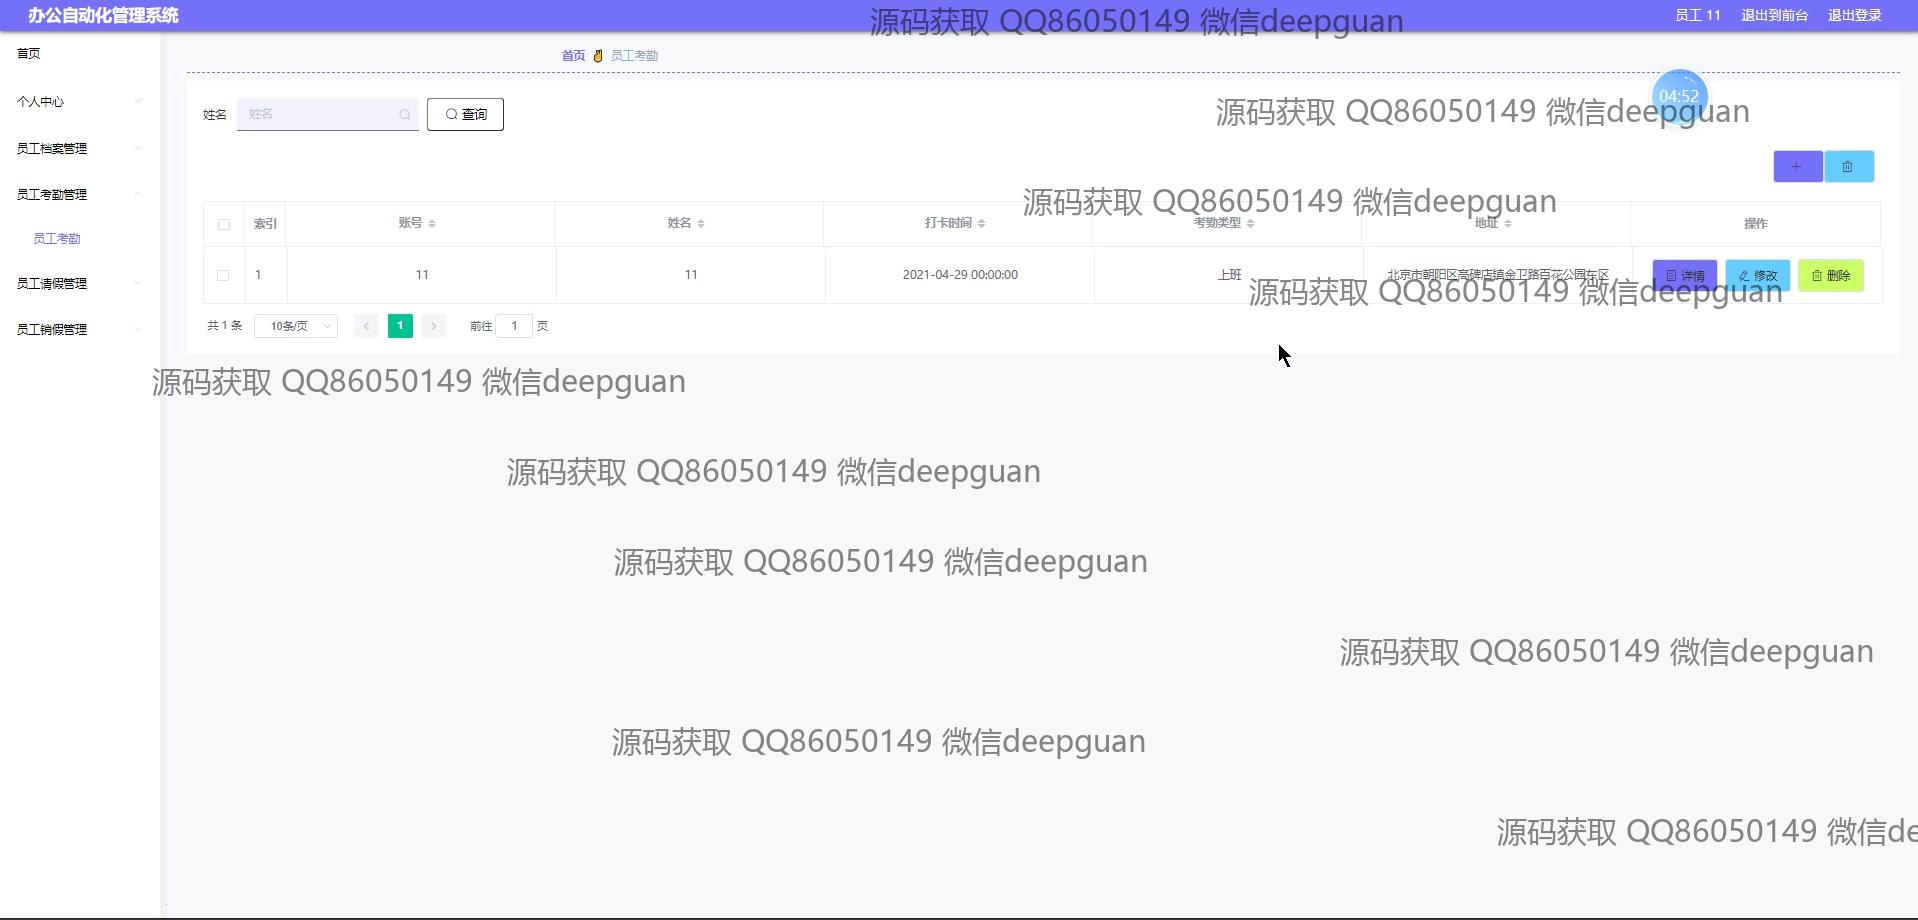 办公自动化管理系统
源码获取 QQ86050149 微信deepguan
员工 11 退出到前台 退出登录
首页
个人中心
员工档案管理
员工考勤管理
员工考勤
员工请假管理
员工销假管理
首页 员工考勤
04:52
姓名 姓名 查询
源码获取 QQ86050149 微信deepguan
源码获取 QQ86050149 微信deepguan
索引 账号 姓名 打卡时间 考勤类型 地址 操作
1 11 11 2021-04-29 00:00:00 上班 北京市朝阳区高碑店镇金卫路百花公园东区 详情 修改 删除
源码获取 QQ86050149 微信deepguan
共 1 条 10条/页 1 前往 1 页
源码获取 QQ86050149 微信deepguan
源码获取 QQ86050149 微信deepguan
源码获取 QQ86050149 微信deepguan
源码获取 QQ86050149 微信deepguan
源码获取 QQ86050149 微信deepguan
源码获取 QQ86050149 微信de